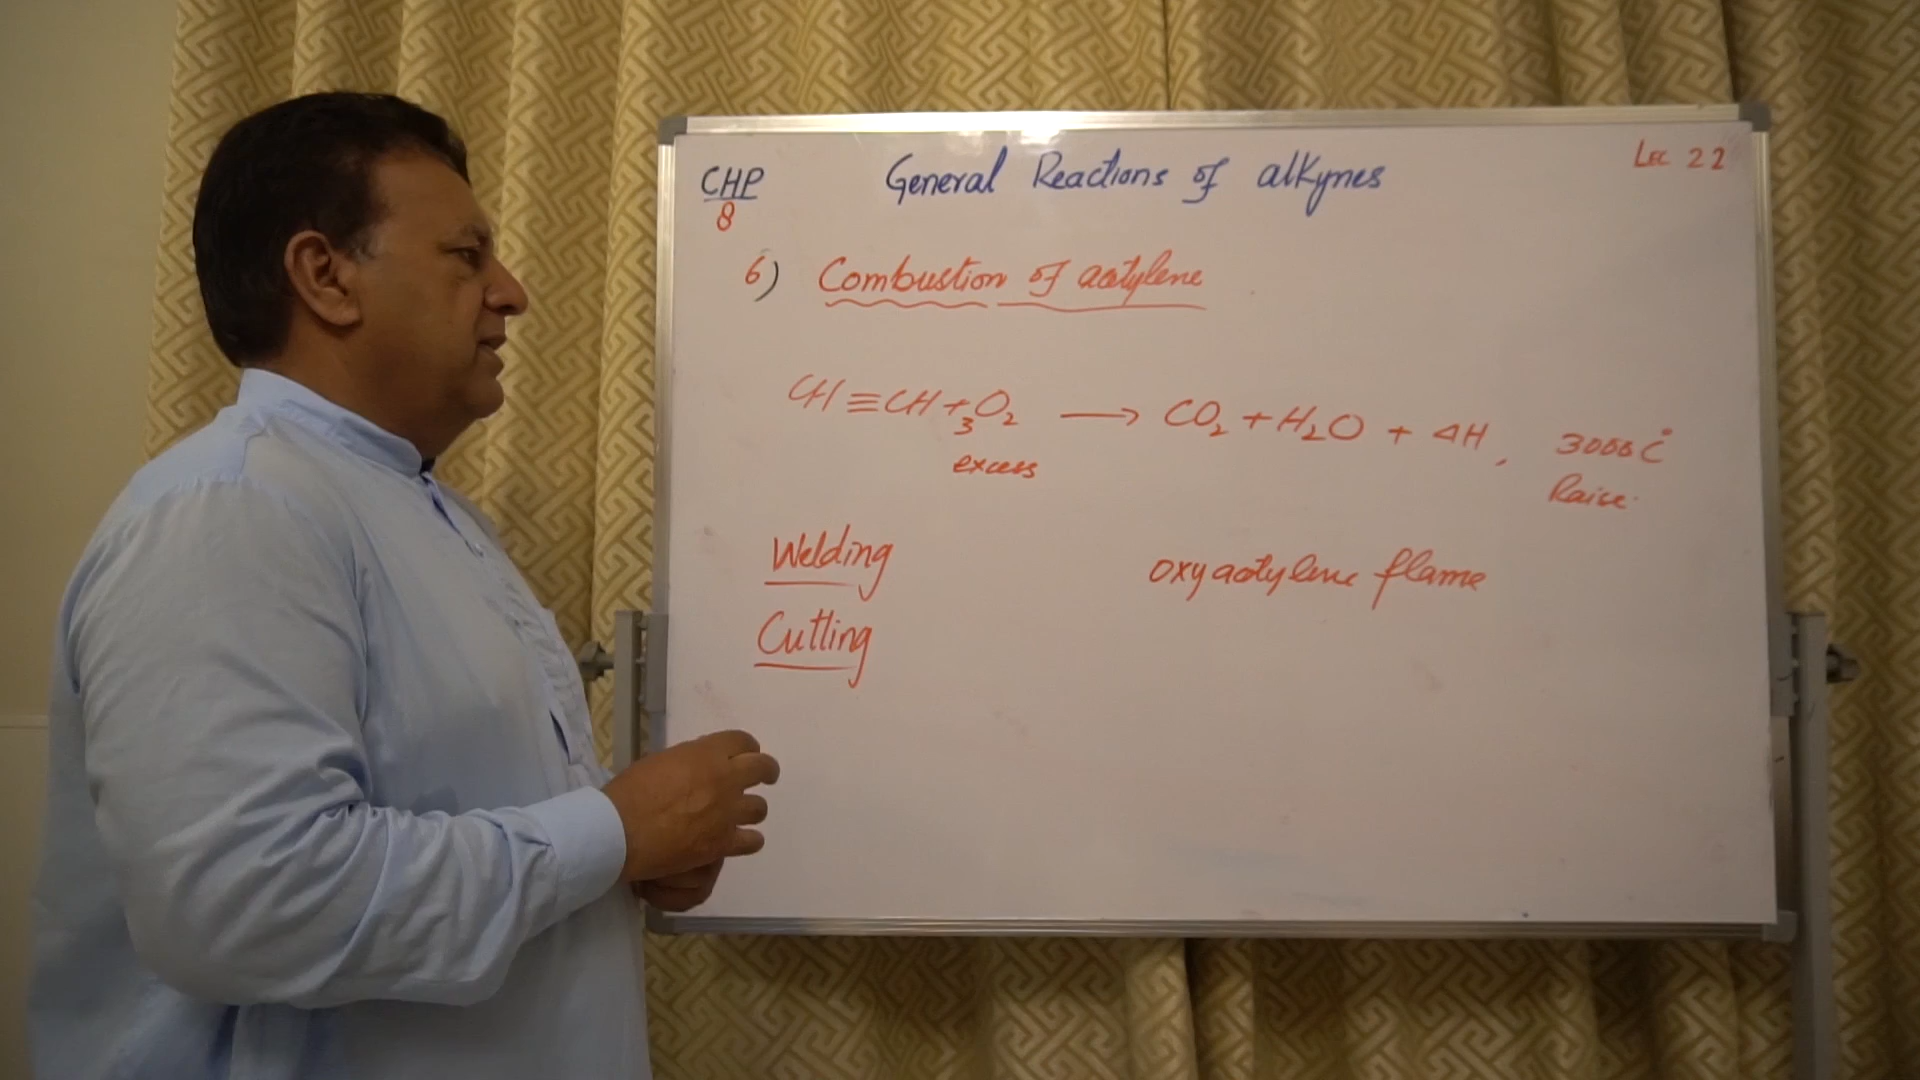 CHP
8
General Reactions of alkynes
Lec 22
6) Combustion of acetylene
CH≡CH + 3O₂ → CO₂ + H₂O + ΔH, 3000 C°
excess
Raise.
Welding
oxyacetylene flame
Cutting